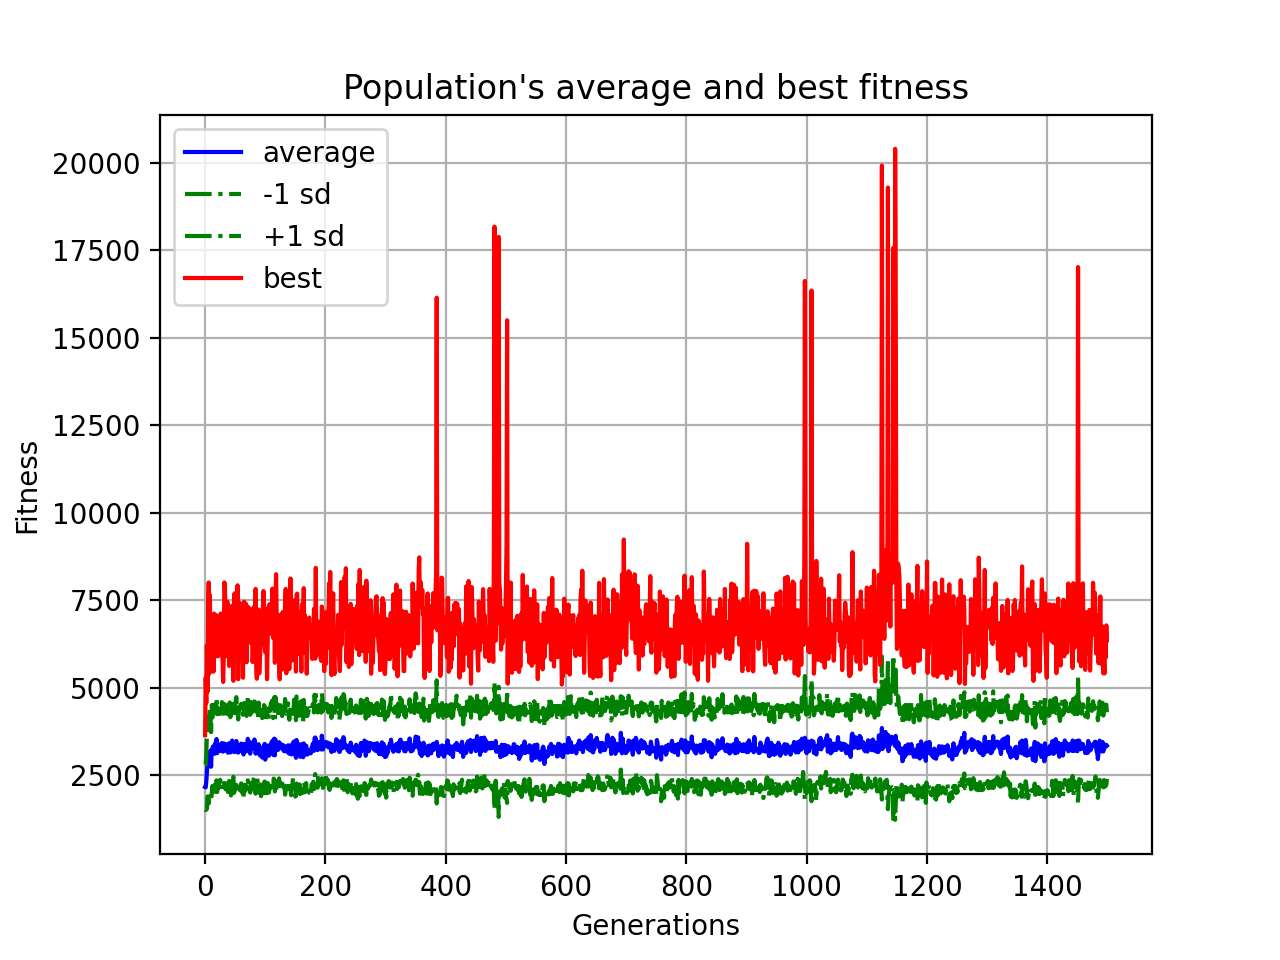 Population's average and best fitness
average
-1 sd
+1 sd
best
20000
17500
15000
12500
10000
7500
5000
2500
Fitness
0 200 400 600 800 1000 1200 1400
Generations